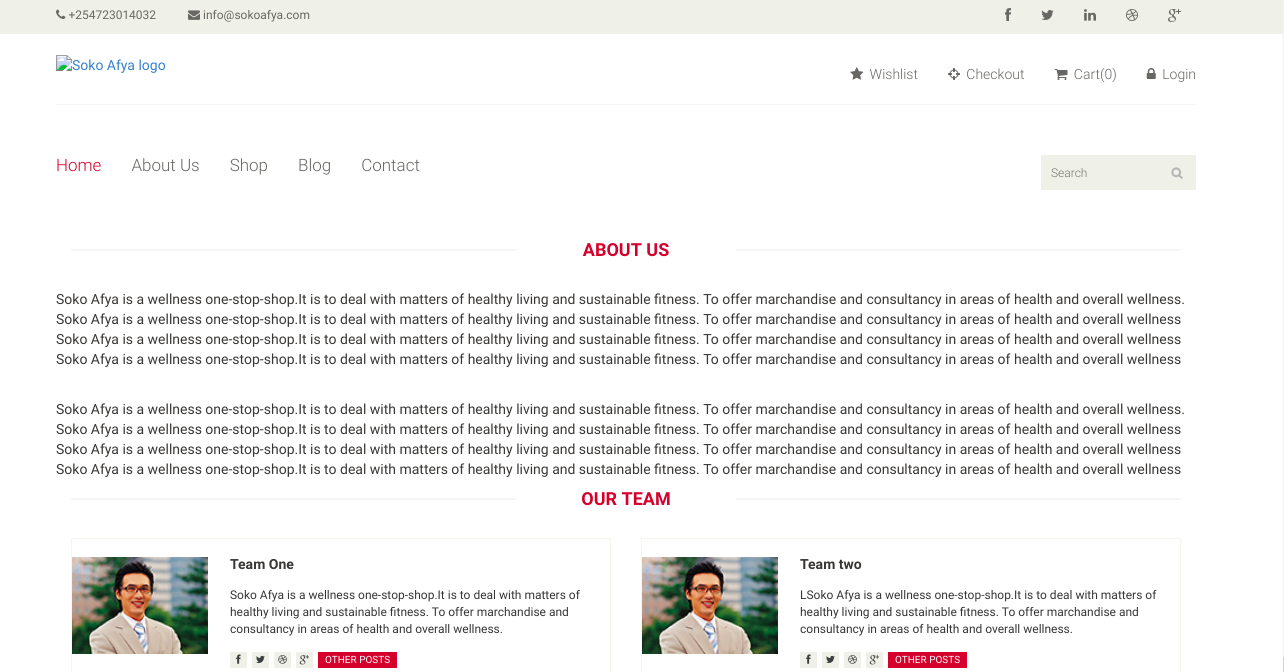 +254723014032 info@sokoafya.com
Soko Afya logo
Wishlist Checkout Cart(0) Login
Home About Us Shop Blog Contact
Search
ABOUT US
Soko Afya is a wellness one-stop-shop.It is to deal with matters of healthy living and sustainable fitness. To offer marchandise and consultancy in areas of health and overall wellness.
Soko Afya is a wellness one-stop-shop.It is to deal with matters of healthy living and sustainable fitness. To offer marchandise and consultancy in areas of health and overall wellness
Soko Afya is a wellness one-stop-shop.It is to deal with matters of healthy living and sustainable fitness. To offer marchandise and consultancy in areas of health and overall wellness
Soko Afya is a wellness one-stop-shop.It is to deal with matters of healthy living and sustainable fitness. To offer marchandise and consultancy in areas of health and overall wellness
Soko Afya is a wellness one-stop-shop.It is to deal with matters of healthy living and sustainable fitness. To offer marchandise and consultancy in areas of health and overall wellness.
Soko Afya is a wellness one-stop-shop.It is to deal with matters of healthy living and sustainable fitness. To offer marchandise and consultancy in areas of health and overall wellness
Soko Afya is a wellness one-stop-shop.It is to deal with matters of healthy living and sustainable fitness. To offer marchandise and consultancy in areas of health and overall wellness
Soko Afya is a wellness one-stop-shop.It is to deal with matters of healthy living and sustainable fitness. To offer marchandise and consultancy in areas of health and overall wellness
OUR TEAM
Team One
Soko Afya is a wellness one-stop-shop.It is to deal with matters of
healthy living and sustainable fitness. To offer marchandise and
consultancy in areas of health and overall wellness.
OTHER POSTS
Team two
LSoko Afya is a wellness one-stop-shop.It is to deal with matters of
healthy living and sustainable fitness. To offer marchandise and
consultancy in areas of health and overall wellness.
OTHER POSTS